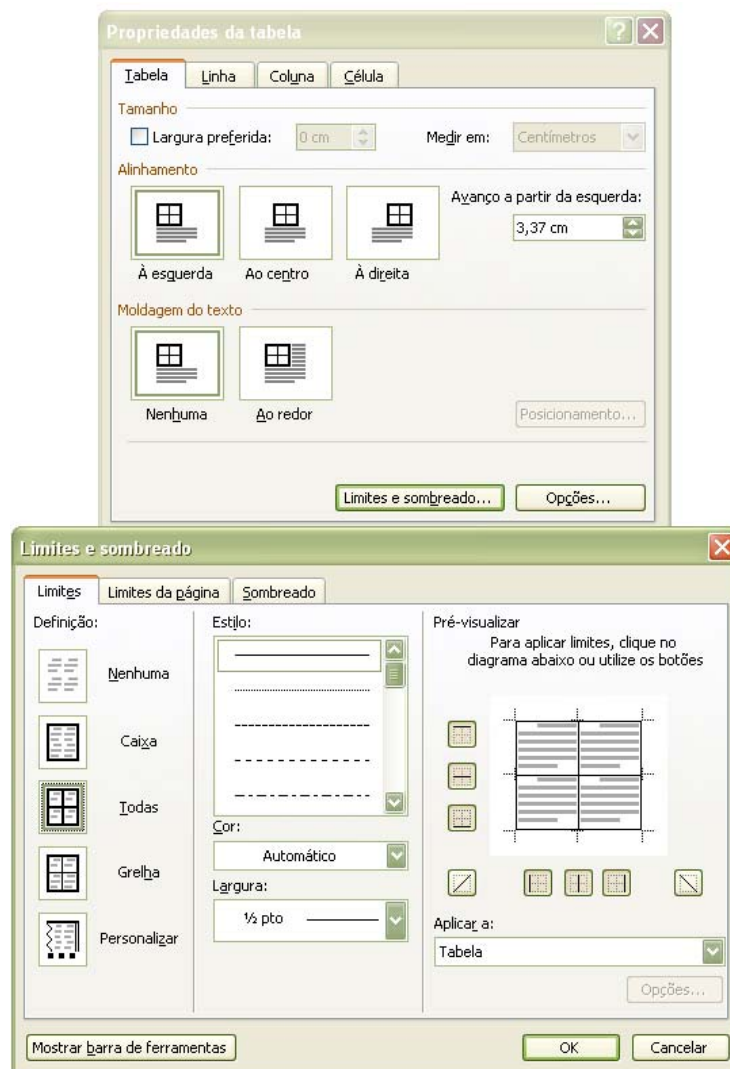 Propriedades da tabela
Tabela Linha Coluna Célula
Tamanho
Largura preferida: 0 cm Medir em: Centímetros
Alinhamento
Avanço a partir da esquerda:
3,37 cm
À esquerda Ao centro À direita
Moldagem do texto
Nenhuma Ao redor Posicionamento...
Limites e sombreado... Opções...
Limites e sombreado
Limites Limites da página Sombreado
Definição:
Nenhuma
Caixa
Todas
Grelha
Personalizar
Estilo:
Cor:
Automático
Largura:
½ pto
Pré-visualizar
Para aplicar limites, clique no
diagrama abaixo ou utilize os botões
Aplicar a:
Tabela
Opções...
Mostrar barra de ferramentas OK Cancelar